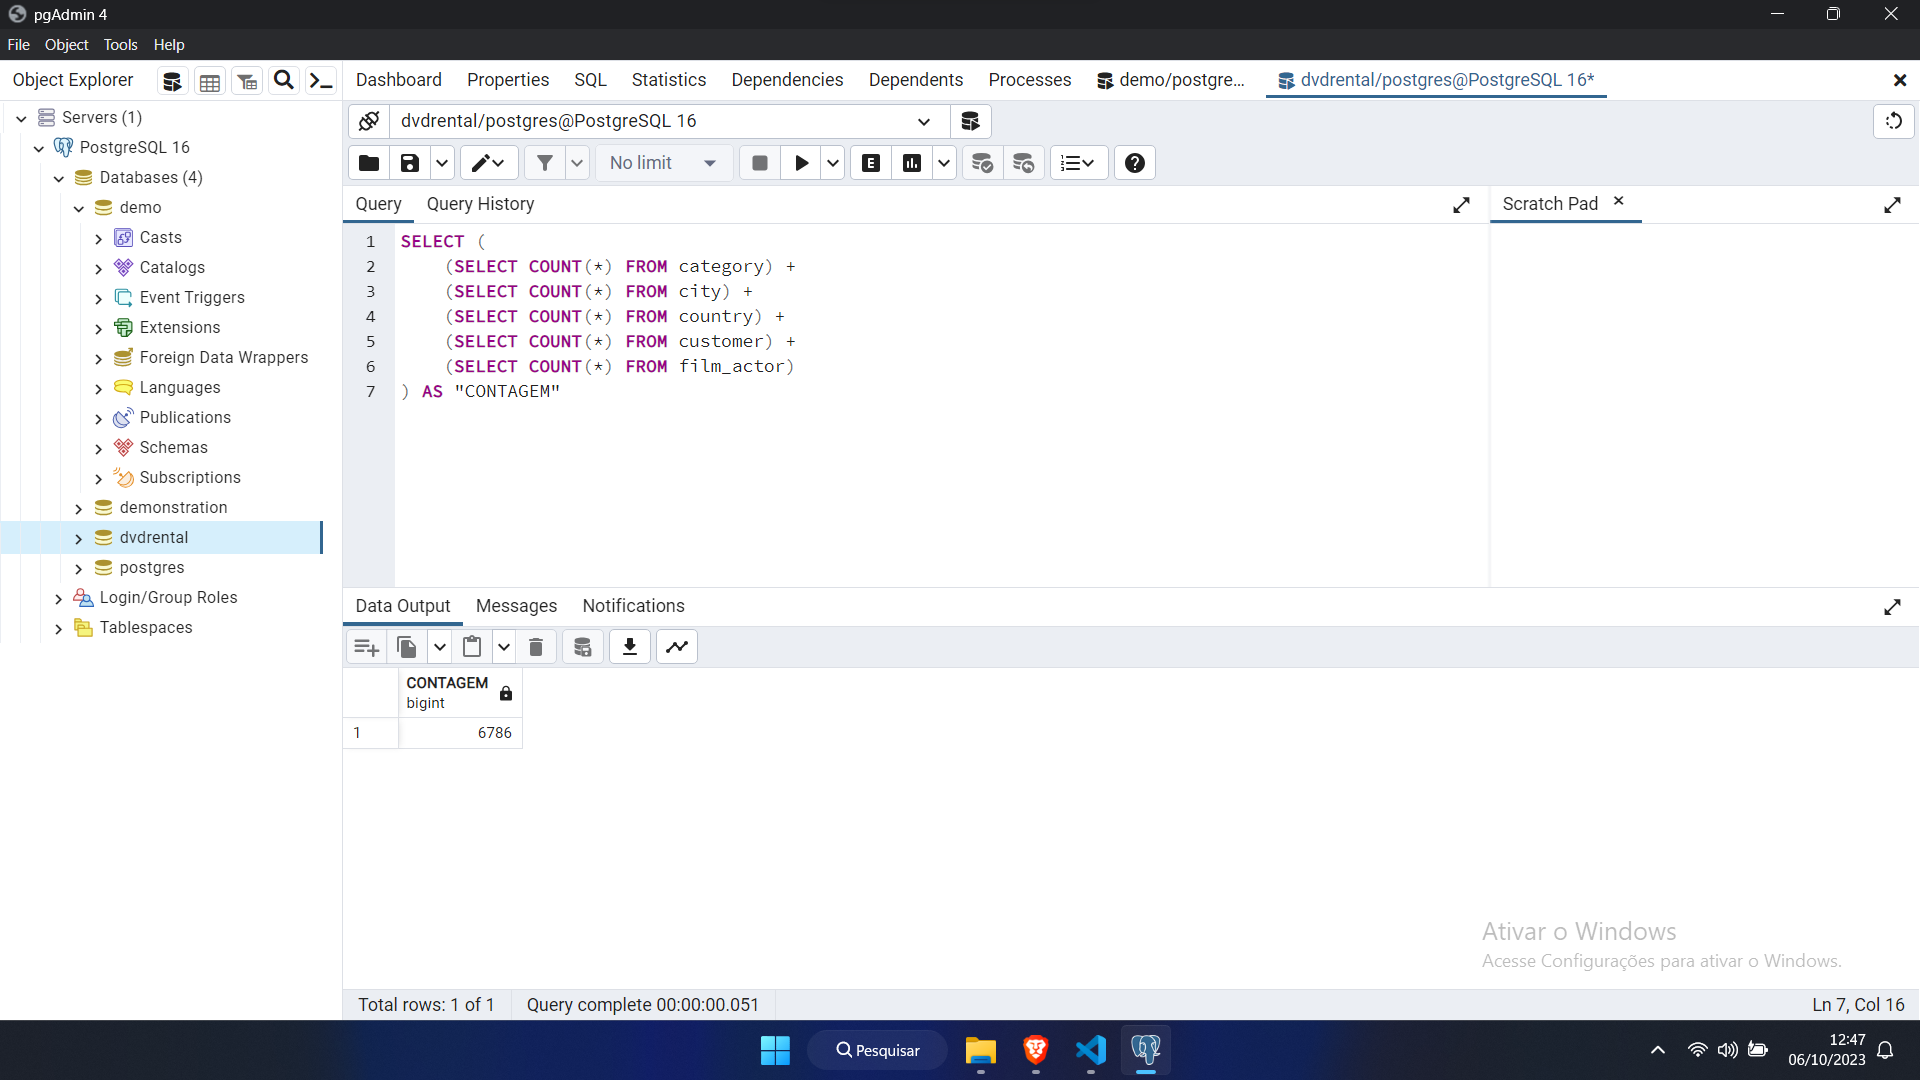 pgAdmin 4
File Object Tools Help
Object Explorer
Dashboard Properties SQL Statistics Dependencies Dependents Processes demo/postgre... dvdrental/postgres@PostgreSQL 16*
Servers (1)
PostgreSQL 16
Databases (4)
demo
Casts
Catalogs
Event Triggers
Extensions
Foreign Data Wrappers
Languages
Publications
Schemas
Subscriptions
demonstration
dvdrental
postgres
Login/Group Roles
Tablespaces
dvdrental/postgres@PostgreSQL 16
No limit
E
Query Query History
Scratch Pad
1 SELECT (
2 (SELECT COUNT(*) FROM category) +
3 (SELECT COUNT(*) FROM city) +
4 (SELECT COUNT(*) FROM country) +
5 (SELECT COUNT(*) FROM customer) +
6 (SELECT COUNT(*) FROM film_actor)
7 ) AS "CONTAGEM"
Data Output Messages Notifications
CONTAGEM
bigint
1 6786
Ativar o Windows
Acesse Configurações para ativar o Windows.
Total rows: 1 of 1 Query complete 00:00:00.051 Ln 7, Col 16
Pesquisar
12:47
06/10/2023